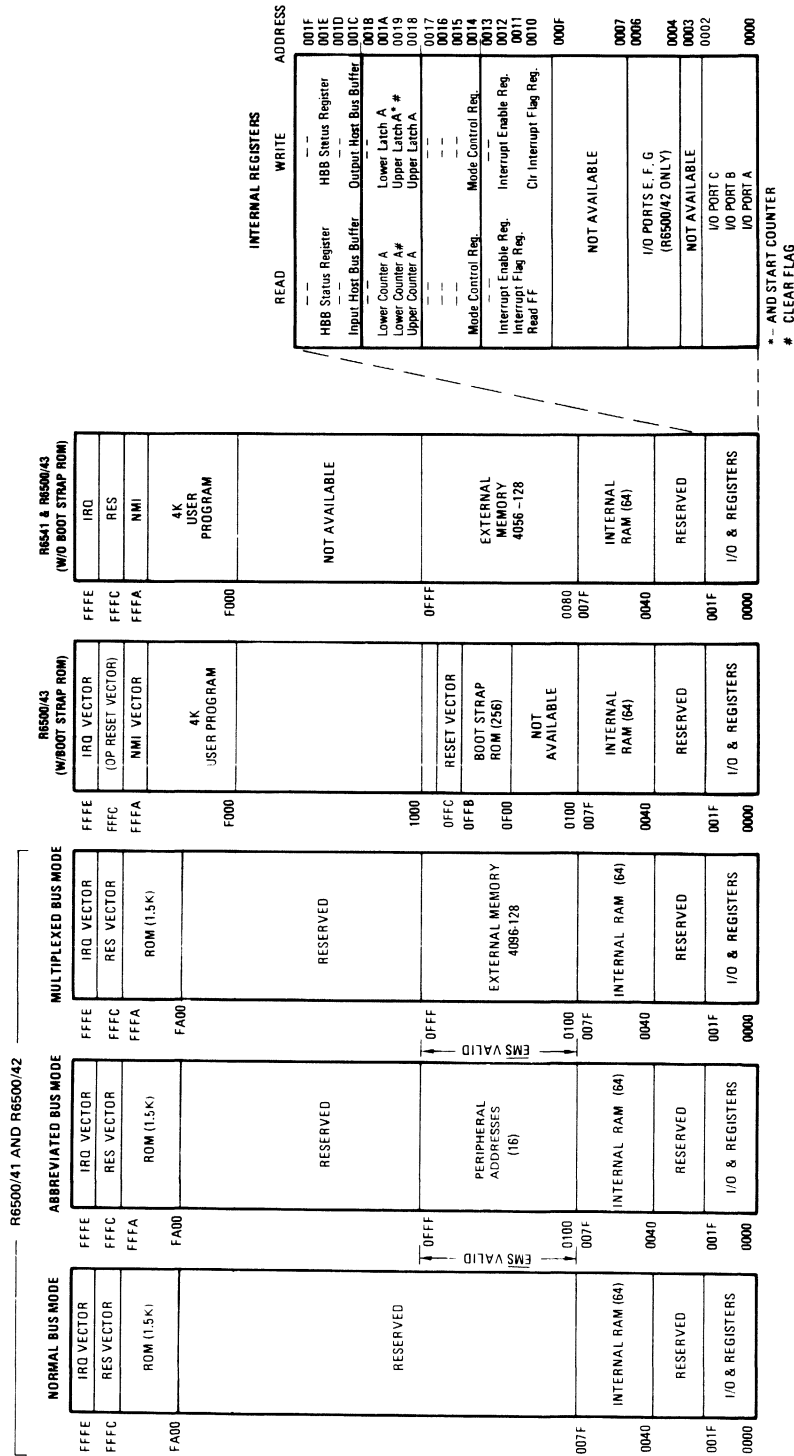 R6500/41 AND R6500/42
NORMAL BUS MODE
FFFE
IRQ VECTOR
FFFC
RES VECTOR
FFFA
ROM (1.5K)
FA00
RESERVED
007F
INTERNAL RAM (64)
0040
RESERVED
001F
I/O & REGISTERS
0000
ABBREVIATED BUS MODE
FFFE
IRQ VECTOR
FFFC
RES VECTOR
FFFA
ROM (1.5K)
FA00
RESERVED
0FFF
EMS VALID
PERIPHERAL
ADDRESSES
(16)
0100
007F
INTERNAL RAM (64)
0040
RESERVED
001F
I/O & REGISTERS
0000
MULTIPLEXED BUS MODE
FFFE
IRQ VECTOR
FFFC
RES VECTOR
FFFA
ROM (1.5K)
FA00
RESERVED
0FFF
EMS VALID
EXTERNAL MEMORY
4096-128
0100
007F
INTERNAL RAM (64)
0040
RESERVED
001F
I/O & REGISTERS
0000
R6500/43
(W/BOOT STRAP ROM)
FFFE
IRQ VECTOR
FFFC
(OP RESET VECTOR)
FFFA
NMI VECTOR
4K
USER PROGRAM
F000
1000
0FFC
RESET VECTOR
0FFB
BOOT STRAP
ROM (256)
0F00
NOT
AVAILABLE
0100
007F
INTERNAL
RAM (64)
0040
RESERVED
001F
I/O & REGISTERS
0000
R6541 & R6500/43
(W/O BOOT STRAP ROM)
FFFE
IRQ
FFFC
RES
FFFA
NMI
4K
USER
PROGRAM
F000
NOT AVAILABLE
0FFF
EXTERNAL
MEMORY
4056 -128
0080
007F
INTERNAL
RAM (64)
0040
RESERVED
001F
I/O & REGISTERS
0000
INTERNAL REGISTERS
READ WRITE ADDRESS
-- -- 001F
HBB Status Register HBB Status Register 001E
-- -- 001D
Input Host Bus Buffer Output Host Bus Buffer 001C
-- -- 001B
Lower Counter A Lower Latch A 001A
Lower Counter A# Upper Latch A* # 0019
Upper Counter A Upper Latch A 0018
-- -- 0017
-- -- 0016
-- -- 0015
Mode Control Reg. Mode Control Reg. 0014
-- -- 0013
Interrupt Enable Reg. Interrupt Enable Reg. 0012
Interrupt Flag Reg. 0011
Read FF Clr Interrupt Flag Reg. 0010
000F
NOT AVAILABLE
0007
0006
I/O PORTS E, F, G
(R6500/42 ONLY)
0004
NOT AVAILABLE 0003
I/O PORT C 0002
I/O PORT B
I/O PORT A 0000
* – AND START COUNTER
# CLEAR FLAG